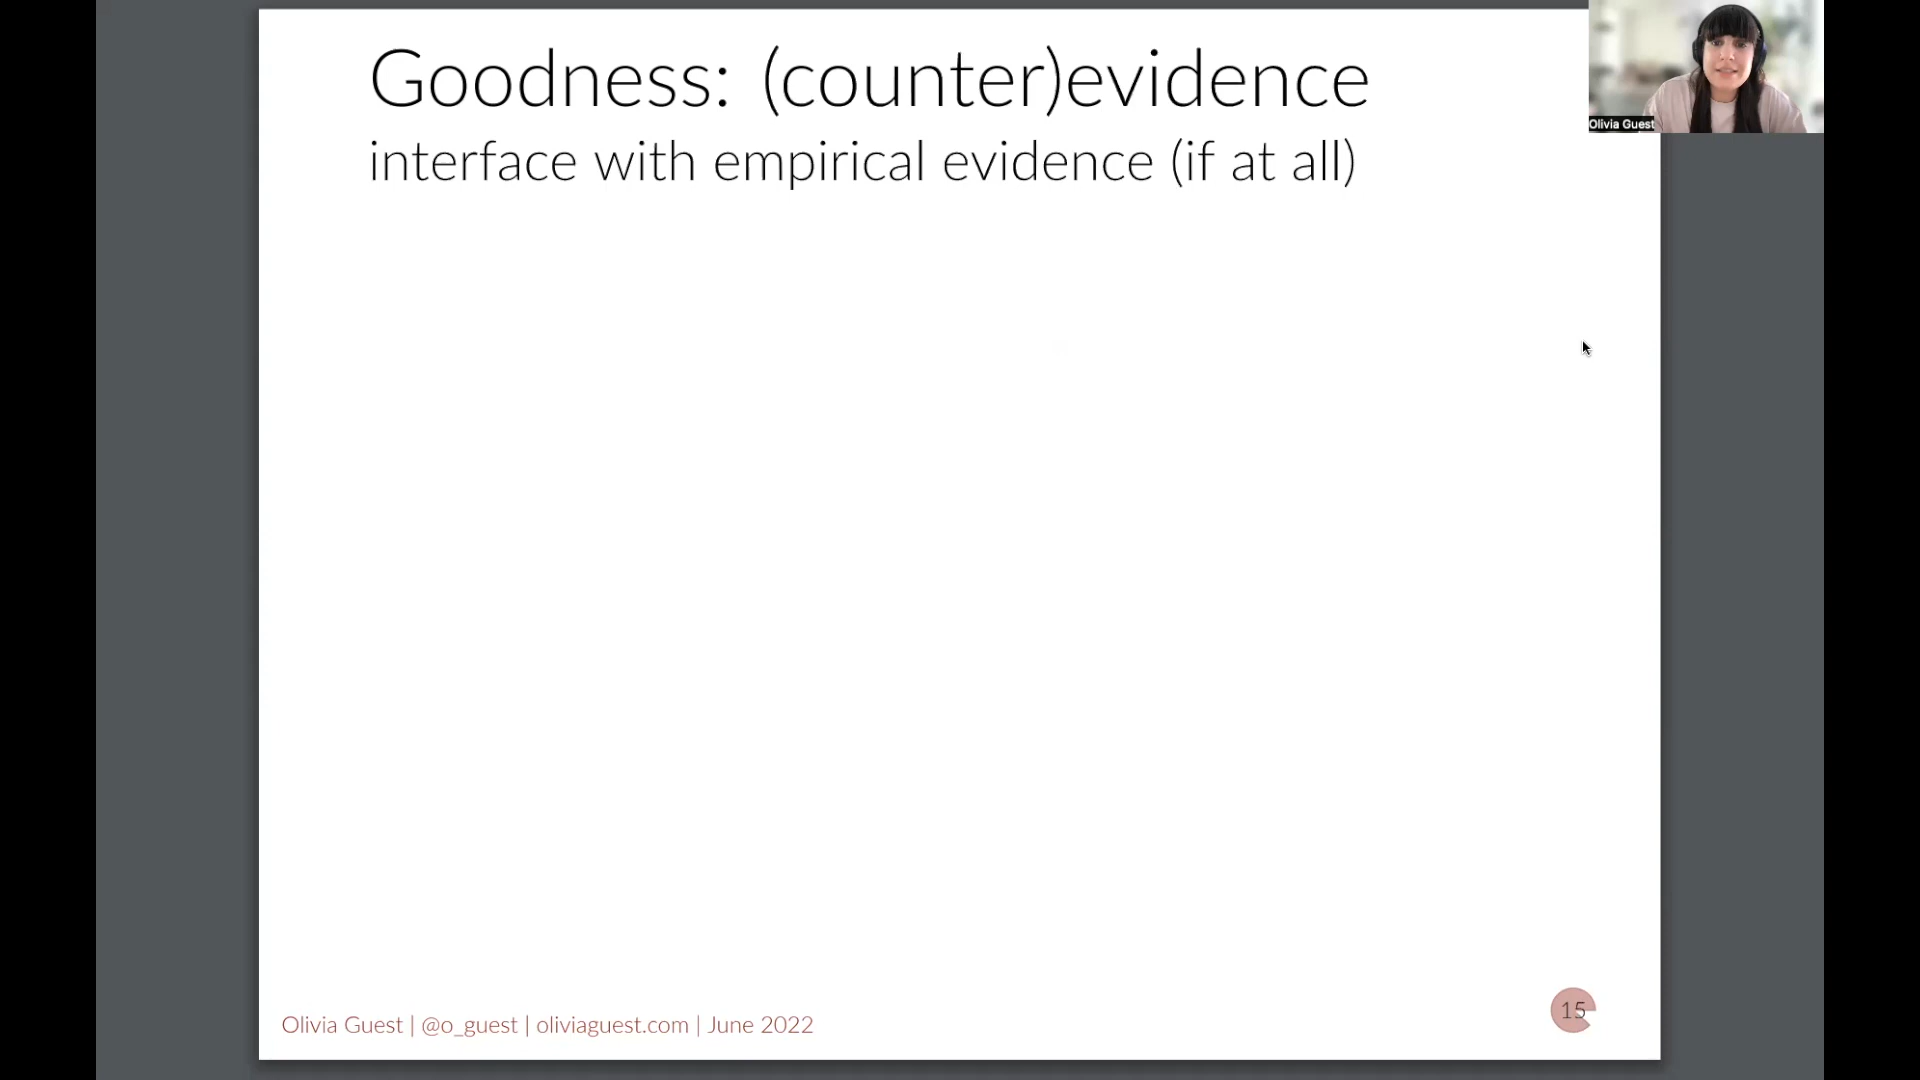 Goodness: (counter)evidence
interface with empirical evidence (if at all)
Olivia Guest
Olivia Guest | @o_guest | oliviaguest.com | June 2022
15